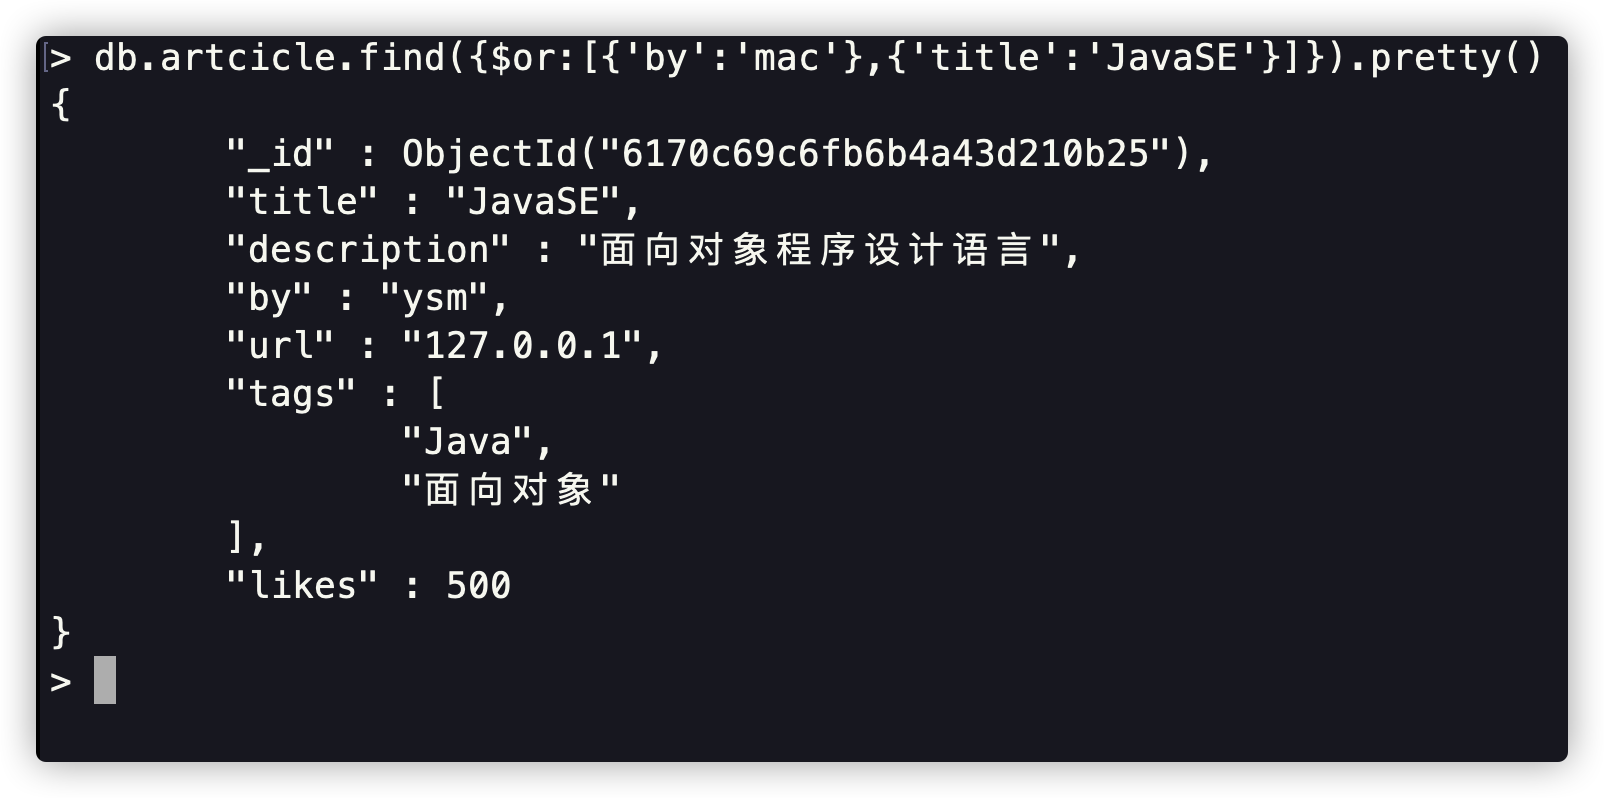 > db.artcicle.find({$or:[{'by':'mac'},{'title':'JavaSE'}]}).pretty()
{
        "_id" : ObjectId("6170c69c6fb6b4a43d210b25"),
        "title" : "JavaSE",
        "description" : "面向对象程序设计语言",
        "by" : "ysm",
        "url" : "127.0.0.1",
        "tags" : [
                "Java",
                "面向对象"
        ],
        "likes" : 500
}
>